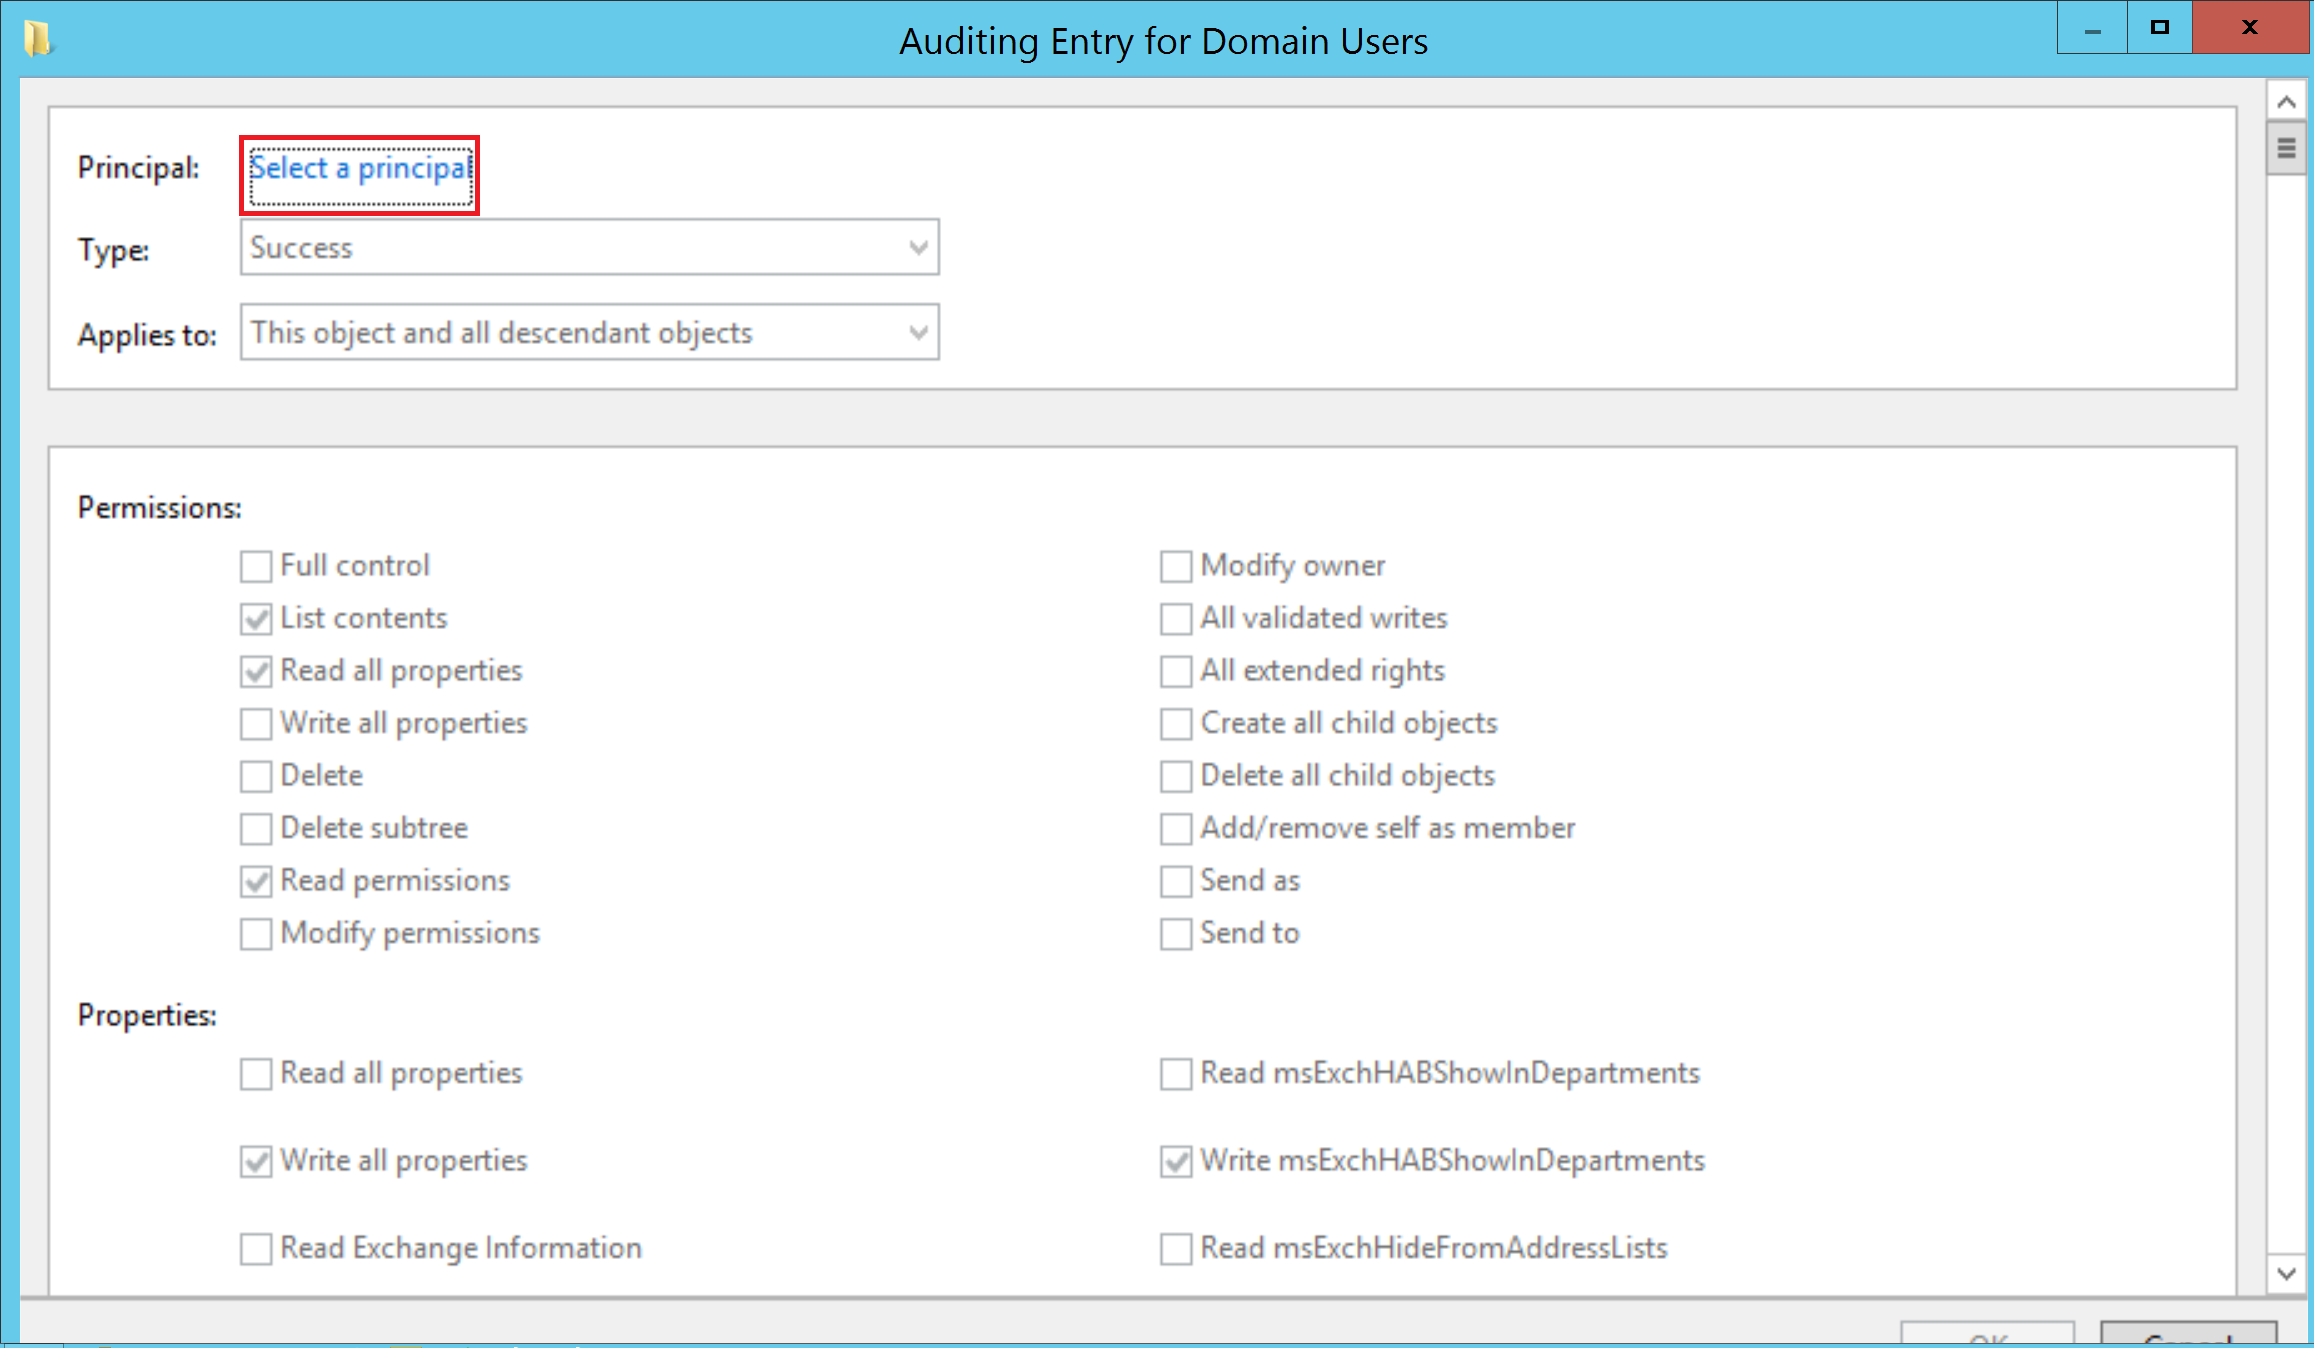 Auditing Entry for Domain Users
Principal: Select a principal
Type: Success
Applies to: This object and all descendant objects
Permissions:
Full control Modify owner
List contents All validated writes
Read all properties All extended rights
Write all properties Create all child objects
Delete Delete all child objects
Delete subtree Add/remove self as member
Read permissions Send as
Modify permissions Send to
Properties:
Read all properties Read msExchHABShowInDepartments
Write all properties Write msExchHABShowInDepartments
Read Exchange Information Read msExchHideFromAddressLists
OK Cancel